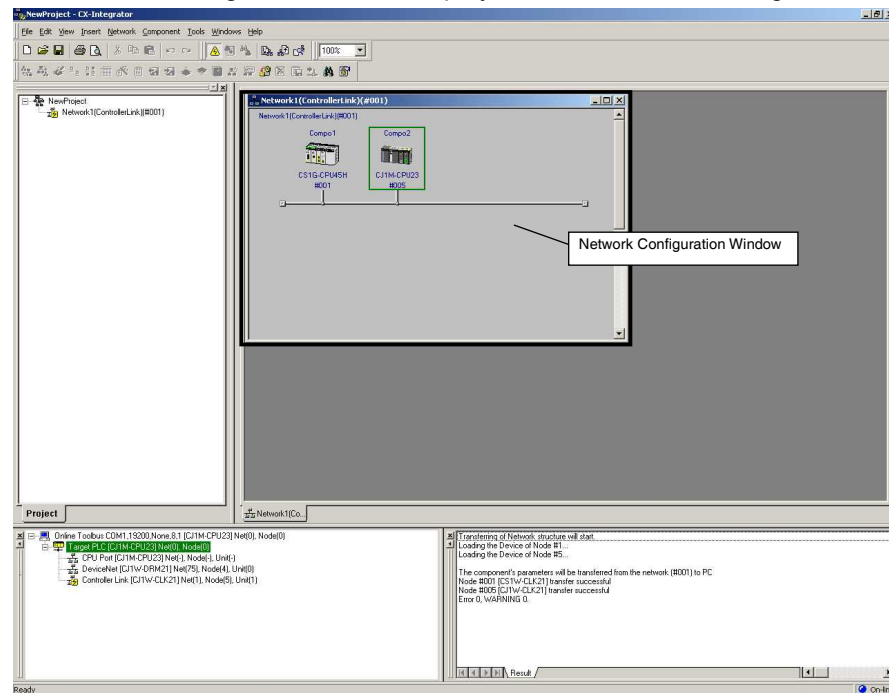 NewProject - CX-Integrator
File Edit View Insert Network Component Tools Windows Help
100%
NewProject
Network1(ControllerLink)(#001)
Network1(ControllerLink)(#001)
Network1(ControllerLink)(#001)
Compo1
Compo2
CS1G-CPU45H
#001
CJ1M-CPU23
#005
Network Configuration Window
Project
Network1(Co...
Online Toolbus COM1,19200,None,8,1 [CJ1M-CPU23] Net(0), Node(0)
Target PLC [CJ1M-CPU23] Net(0), Node(0)
CPU Port [CJ1M-CPU23] Net(-), Node(-), Unit(-)
DeviceNet [CJ1W-DRM21] Net(75), Node(4), Unit(0)
Controller Link [CJ1W-CLK21] Net(1), Node(5), Unit(1)
Transferring of Network structure will start.
Loading the Device of Node #1...
Loading the Device of Node #5...
The component's parameters will be transferred from the network (#001) to PC
Node #001 [CS1W-CLK21] transfer successful
Node #005 [CJ1W-CLK21] transfer successful
Error 0, WARNING 0.
Result
Ready